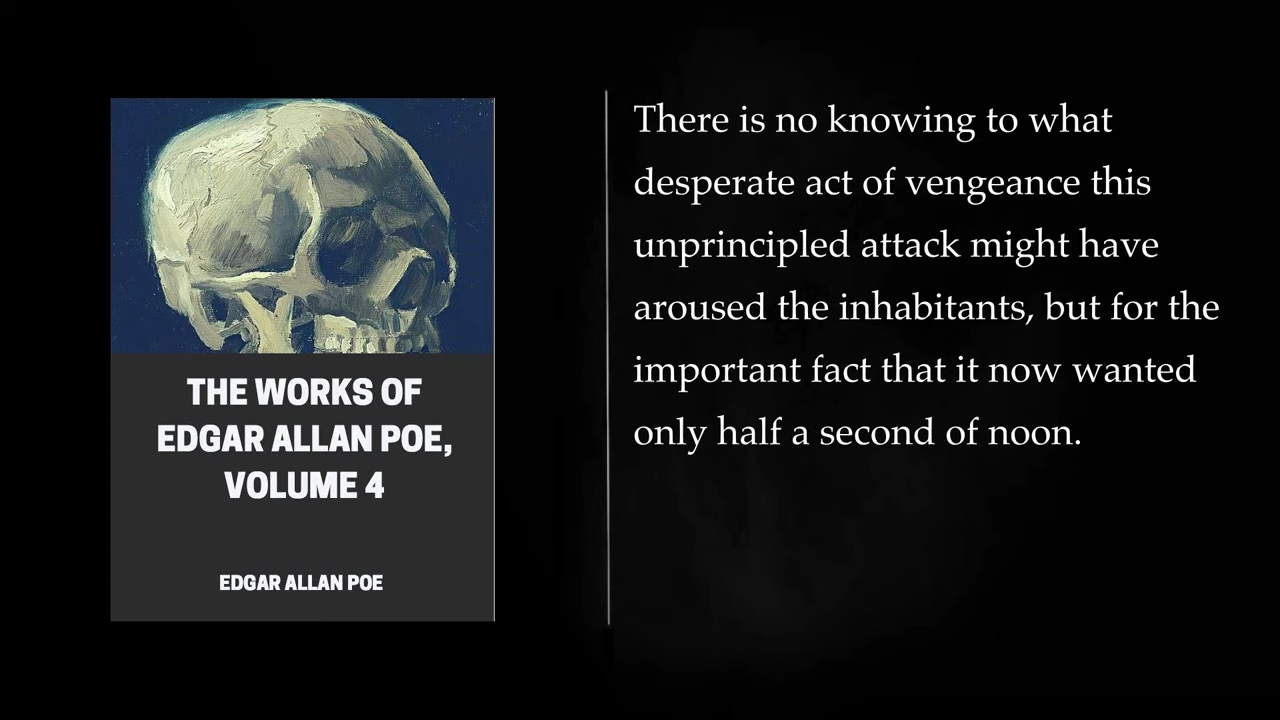 THE WORKS OF
EDGAR ALLAN POE,
VOLUME 4
EDGAR ALLAN POE
There is no knowing to what
desperate act of vengeance this
unprincipled attack might have
aroused the inhabitants, but for the
important fact that it now wanted
only half a second of noon.